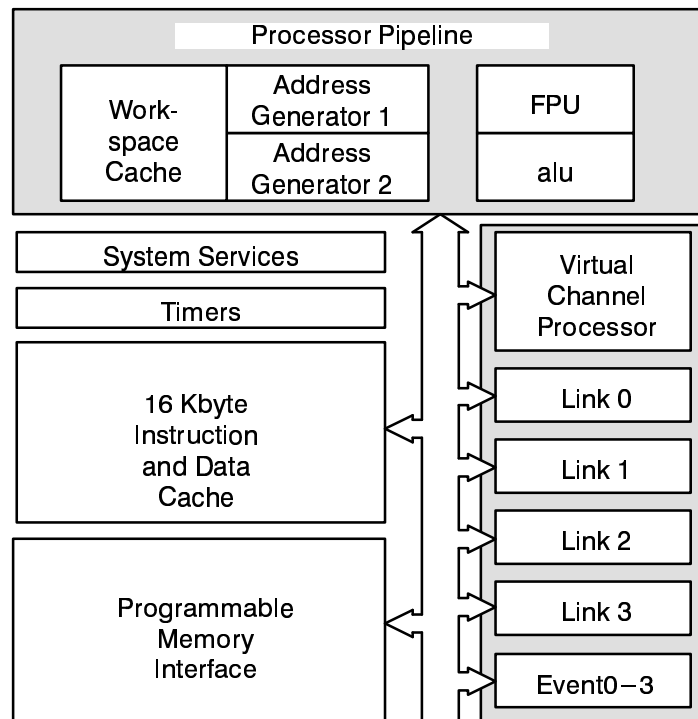 Processor Pipeline
Work-
space
Cache
Address
Generator 1
Address
Generator 2
FPU
alu
System Services
Timers
16 Kbyte
Instruction
and Data
Cache
Programmable
Memory
Interface
Virtual
Channel
Processor
Link 0
Link 1
Link 2
Link 3
Event0−3